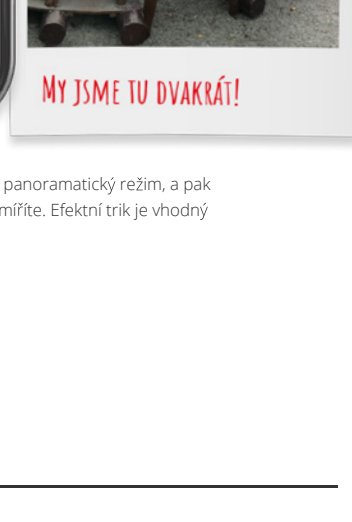 My jsme tu dvakrát!
panoramatický režim, a pak
míříte. Efektní trik je vhodný